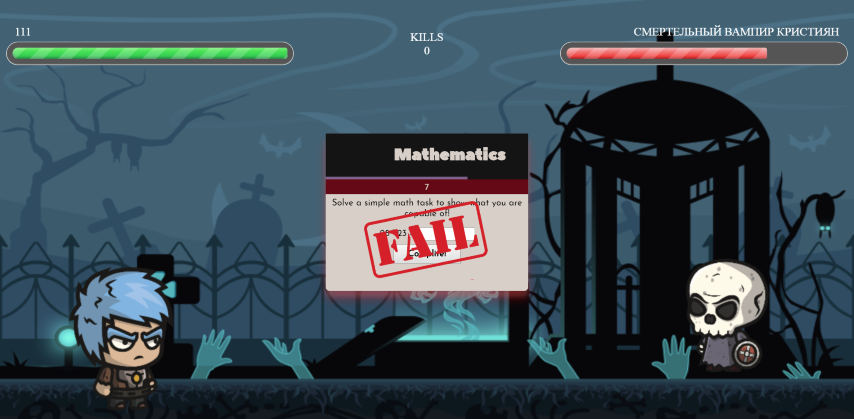 111
KILLS
0
СМЕРТЕЛЬНЫЙ ВАМПИР КРИСТИЯН
Mathematics
7
Solve a simple math task to show what you are
capable of!
FAIL